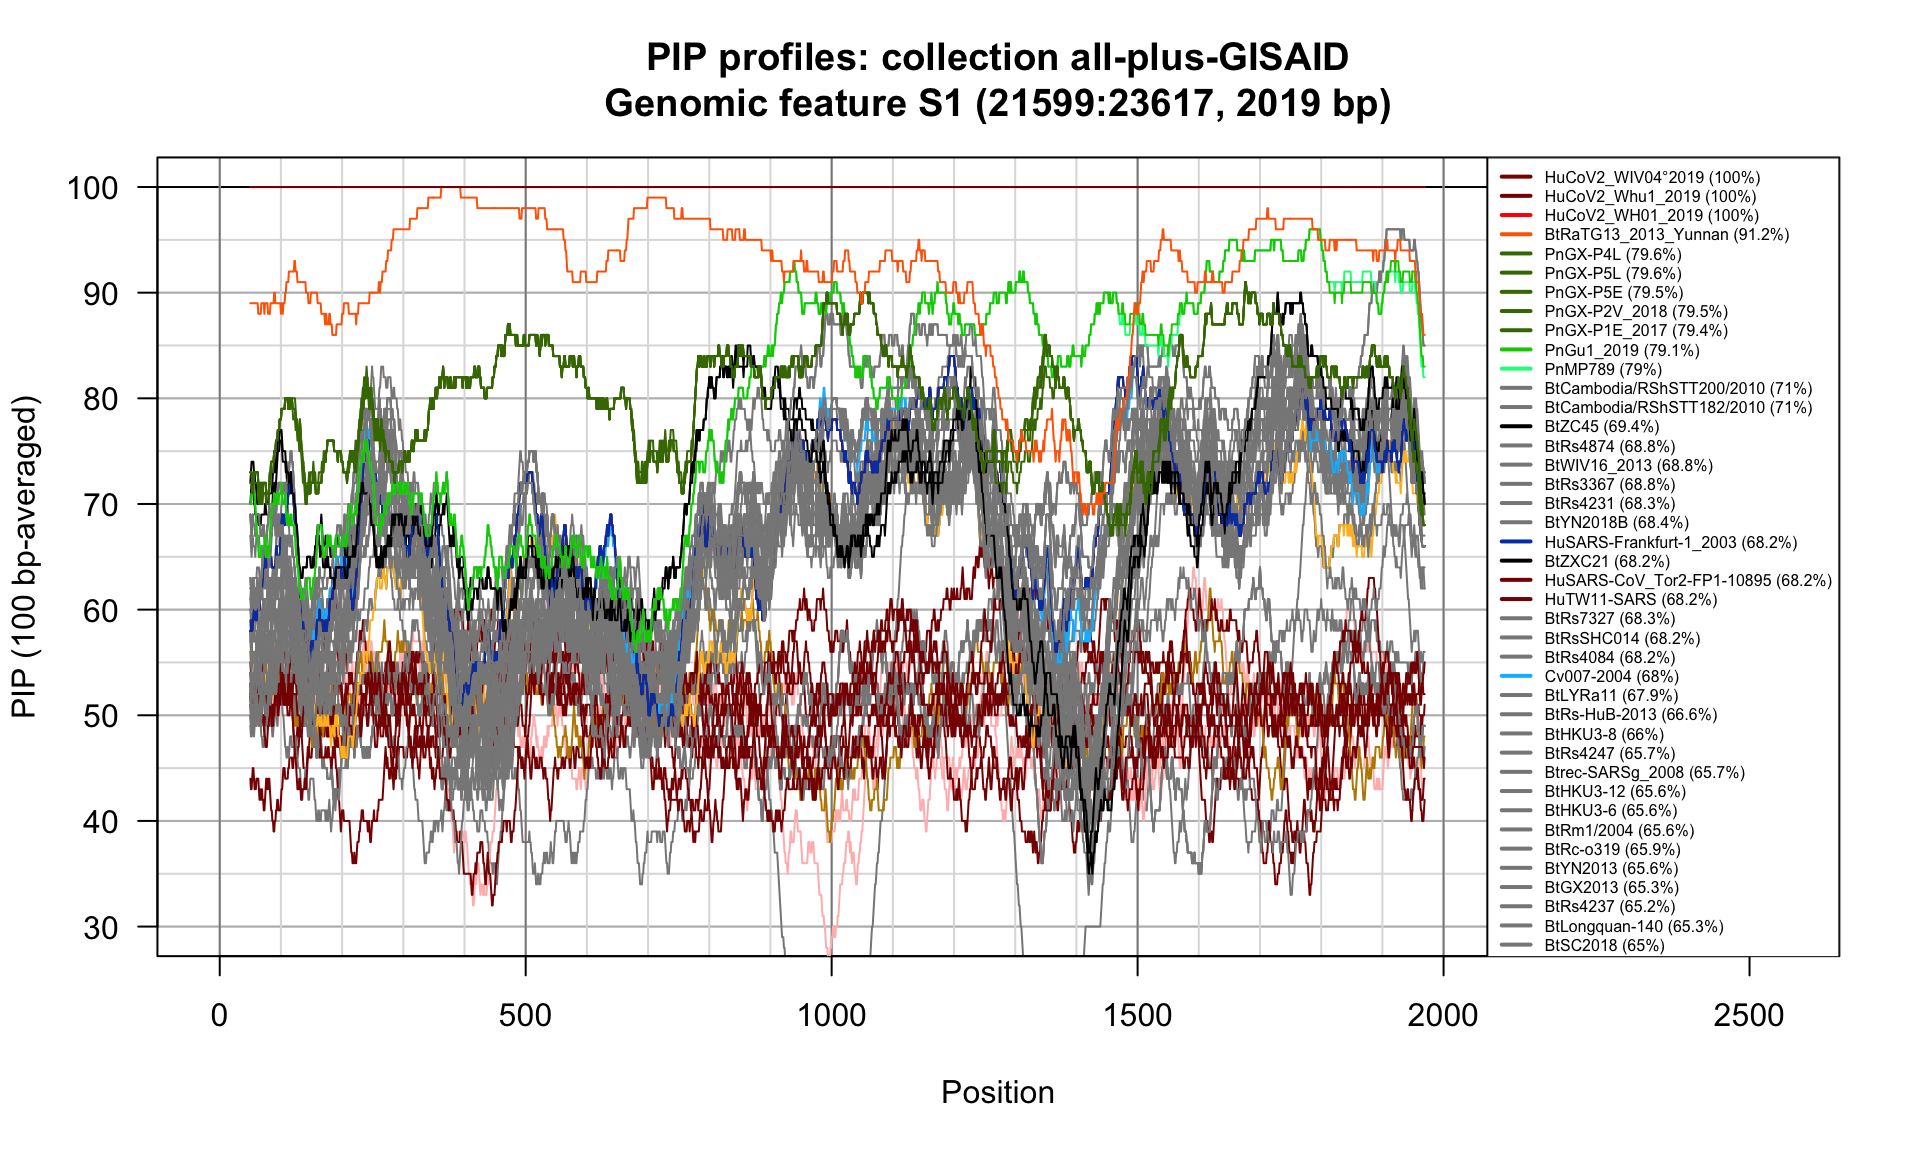 PIP profiles: collection all-plus-GISAID
Genomic feature S1 (21599:23617, 2019 bp)
PIP (100 bp-averaged)
100
90
80
70
60
50
40
30
0
500
1000
1500
2000
2500
Position
HuCoV2_WIV04°2019 (100%)
HuCoV2_Whu1_2019 (100%)
HuCoV2_WH01_2019 (100%)
BtRaTG13_2013_Yunnan (91.2%)
PnGX-P4L (79.6%)
PnGX-P5L (79.6%)
PnGX-P5E (79.5%)
PnGX-P2V_2018 (79.5%)
PnGX-P1E_2017 (79.4%)
PnGu1_2019 (79.1%)
PnMP789 (79%)
BtCambodia/RShSTT200/2010 (71%)
BtCambodia/RShSTT182/2010 (71%)
BtZC45 (69.4%)
BtRs4874 (68.8%)
BtWIV16_2013 (68.8%)
BtRs3367 (68.8%)
BtRs4231 (68.3%)
BtYN2018B (68.4%)
HuSARS-Frankfurt-1_2003 (68.2%)
BtZXC21 (68.2%)
HuSARS-CoV_Tor2-FP1-10895 (68.2%)
HuTW11-SARS (68.2%)
BtRs7327 (68.3%)
BtRsSHC014 (68.2%)
BtRs4084 (68.2%)
Cv007-2004 (68%)
BtLYRa11 (67.9%)
BtRs-HuB-2013 (66.6%)
BtHKU3-8 (66%)
BtRs4247 (65.7%)
Btrec-SARSg_2008 (65.7%)
BtHKU3-12 (65.6%)
BtHKU3-6 (65.6%)
BtRm1/2004 (65.6%)
BtRc-o319 (65.9%)
BtYN2013 (65.6%)
BtGX2013 (65.3%)
BtRs4237 (65.2%)
BtLongquan-140 (65.3%)
BtSC2018 (65%)